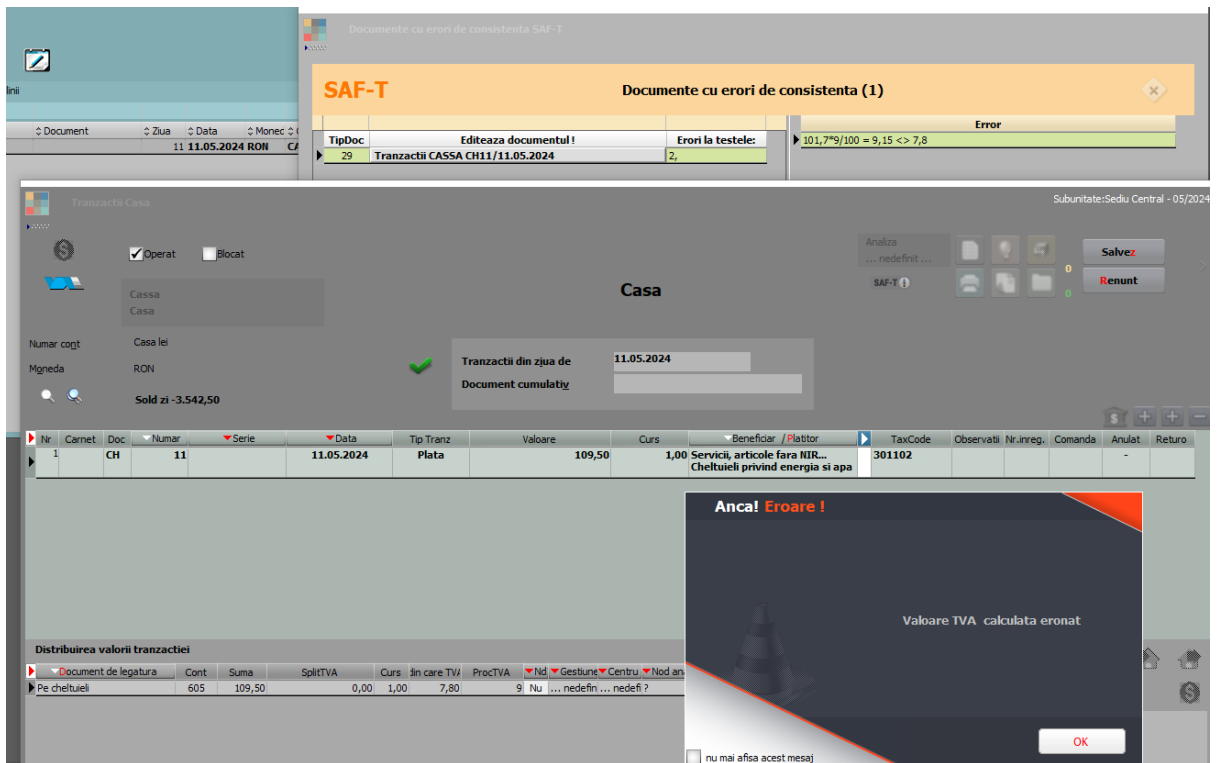 Documente cu erori de consistenta SAF-T
linii
SAF-T
Documente cu erori de consistenta (1)
Document Ziua Data Monec
11 11.05.2024 RON CA
TipDoc Editeaza documentul ! Erori la testele: Error
29 Tranzactii CASSA CH11/11.05.2024 2, 101,7*9/100 = 9,15 <> 7,8
Tranzactii Casa
Subunitate:Sediu Central - 05/2024
Operat Blocat
Analiza
... nedefinit ...
SAF-T
0
0
Salvez
Renunt
Cassa
Casa
Casa
Numar cont Casa lei
Moneda RON
Sold zi -3.542,50
Tranzactii din ziua de 11.05.2024
Document cumulativ
Nr Carnet Doc Numar Serie Data Tip Tranz Valoare Curs Beneficiar / Platitor TaxCode Observatii Nr.inreg. Comanda Anulat Returo
1 CH 11 11.05.2024 Plata 109,50 1,00 Servicii, articole fara NIR... 301102 -
Cheltuieli privind energia si apa
Anca! Eroare !
Valoare TVA calculata eronat
OK
nu mai afisa acest mesaj
Distribuirea valorii tranzactiei
Document de legatura Cont Suma SplitTVA Curs din care TVA ProcTVA Nd Gestiune Centru Nod an
Pe cheltuieli 605 109,50 0,00 1,00 7,80 9 Nu ... nedefin ... nedefi ?